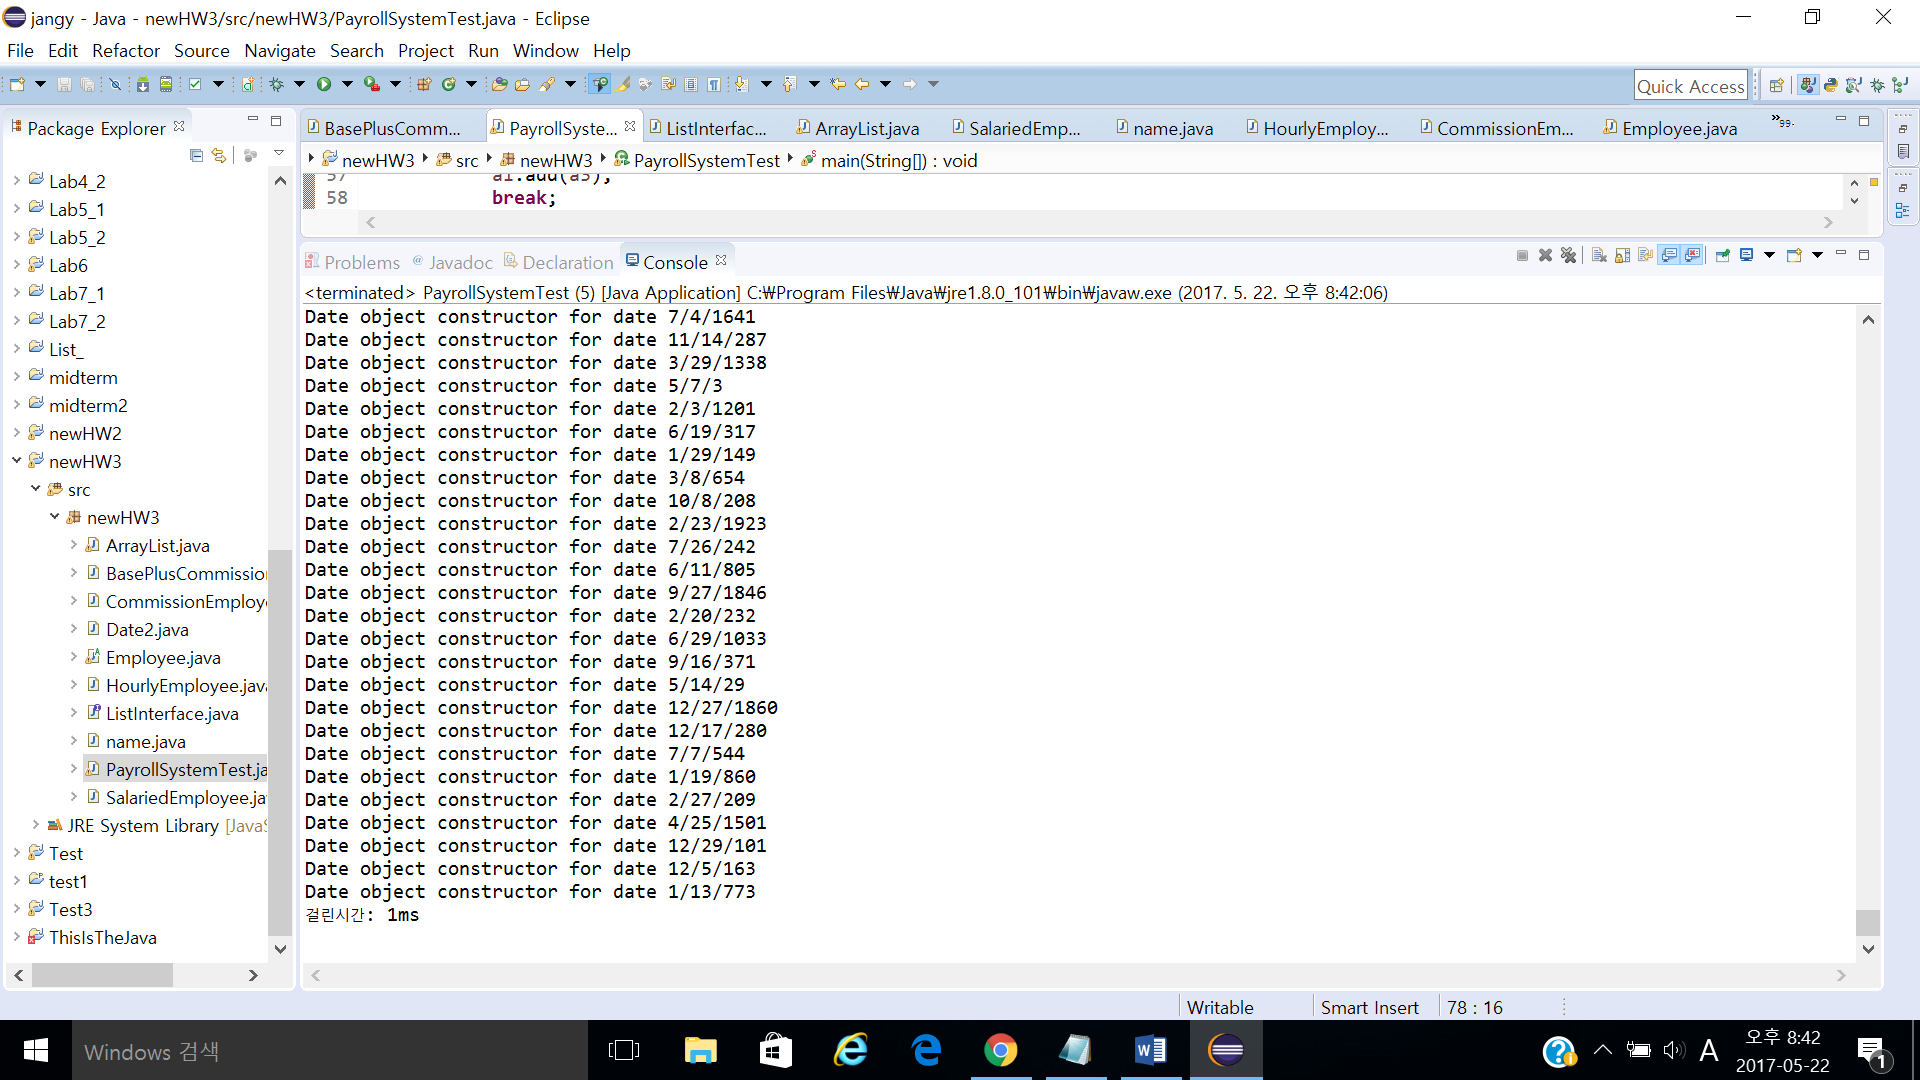 jangy - Java - newHW3/src/newHW3/PayrollSystemTest.java - Eclipse
File Edit Refactor Source Navigate Search Project Run Window Help
Quick Access
Package Explorer
BasePlusComm...
PayrollSyste...
ListInterfac...
ArrayList.java
SalariedEmp...
name.java
HourlyEmploy...
CommissionEm...
Employee.java
»99+
newHW3 src newHW3 PayrollSystemTest main(String[]) : void
57 a1.add(a3);
58 break;
Lab4_2
Lab5_1
Lab5_2
Lab6
Lab7_1
Lab7_2
List_
midterm
midterm2
newHW2
newHW3
src
newHW3
ArrayList.java
BasePlusCommissio
CommissionEmploye
Date2.java
Employee.java
HourlyEmployee.java
ListInterface.java
name.java
PayrollSystemTest.ja
SalariedEmployee.ja
JRE System Library [JavaS
Test
test1
Test3
ThisIsTheJava
Problems @ Javadoc Declaration Console
<terminated> PayrollSystemTest (5) [Java Application] C:₩Program Files₩Java₩jre1.8.0_101₩bin₩javaw.exe (2017. 5. 22. 오후 8:42:06)
Date object constructor for date 7/4/1641
Date object constructor for date 11/14/287
Date object constructor for date 3/29/1338
Date object constructor for date 5/7/3
Date object constructor for date 2/3/1201
Date object constructor for date 6/19/317
Date object constructor for date 1/29/149
Date object constructor for date 3/8/654
Date object constructor for date 10/8/208
Date object constructor for date 2/23/1923
Date object constructor for date 7/26/242
Date object constructor for date 6/11/805
Date object constructor for date 9/27/1846
Date object constructor for date 2/20/232
Date object constructor for date 6/29/1033
Date object constructor for date 9/16/371
Date object constructor for date 5/14/29
Date object constructor for date 12/27/1860
Date object constructor for date 12/17/280
Date object constructor for date 7/7/544
Date object constructor for date 1/19/860
Date object constructor for date 2/27/209
Date object constructor for date 4/25/1501
Date object constructor for date 12/29/101
Date object constructor for date 12/5/163
Date object constructor for date 1/13/773
걸린시간: 1ms
Writable Smart Insert 78 : 16
Windows 검색
A
오후 8:42
2017-05-22
1